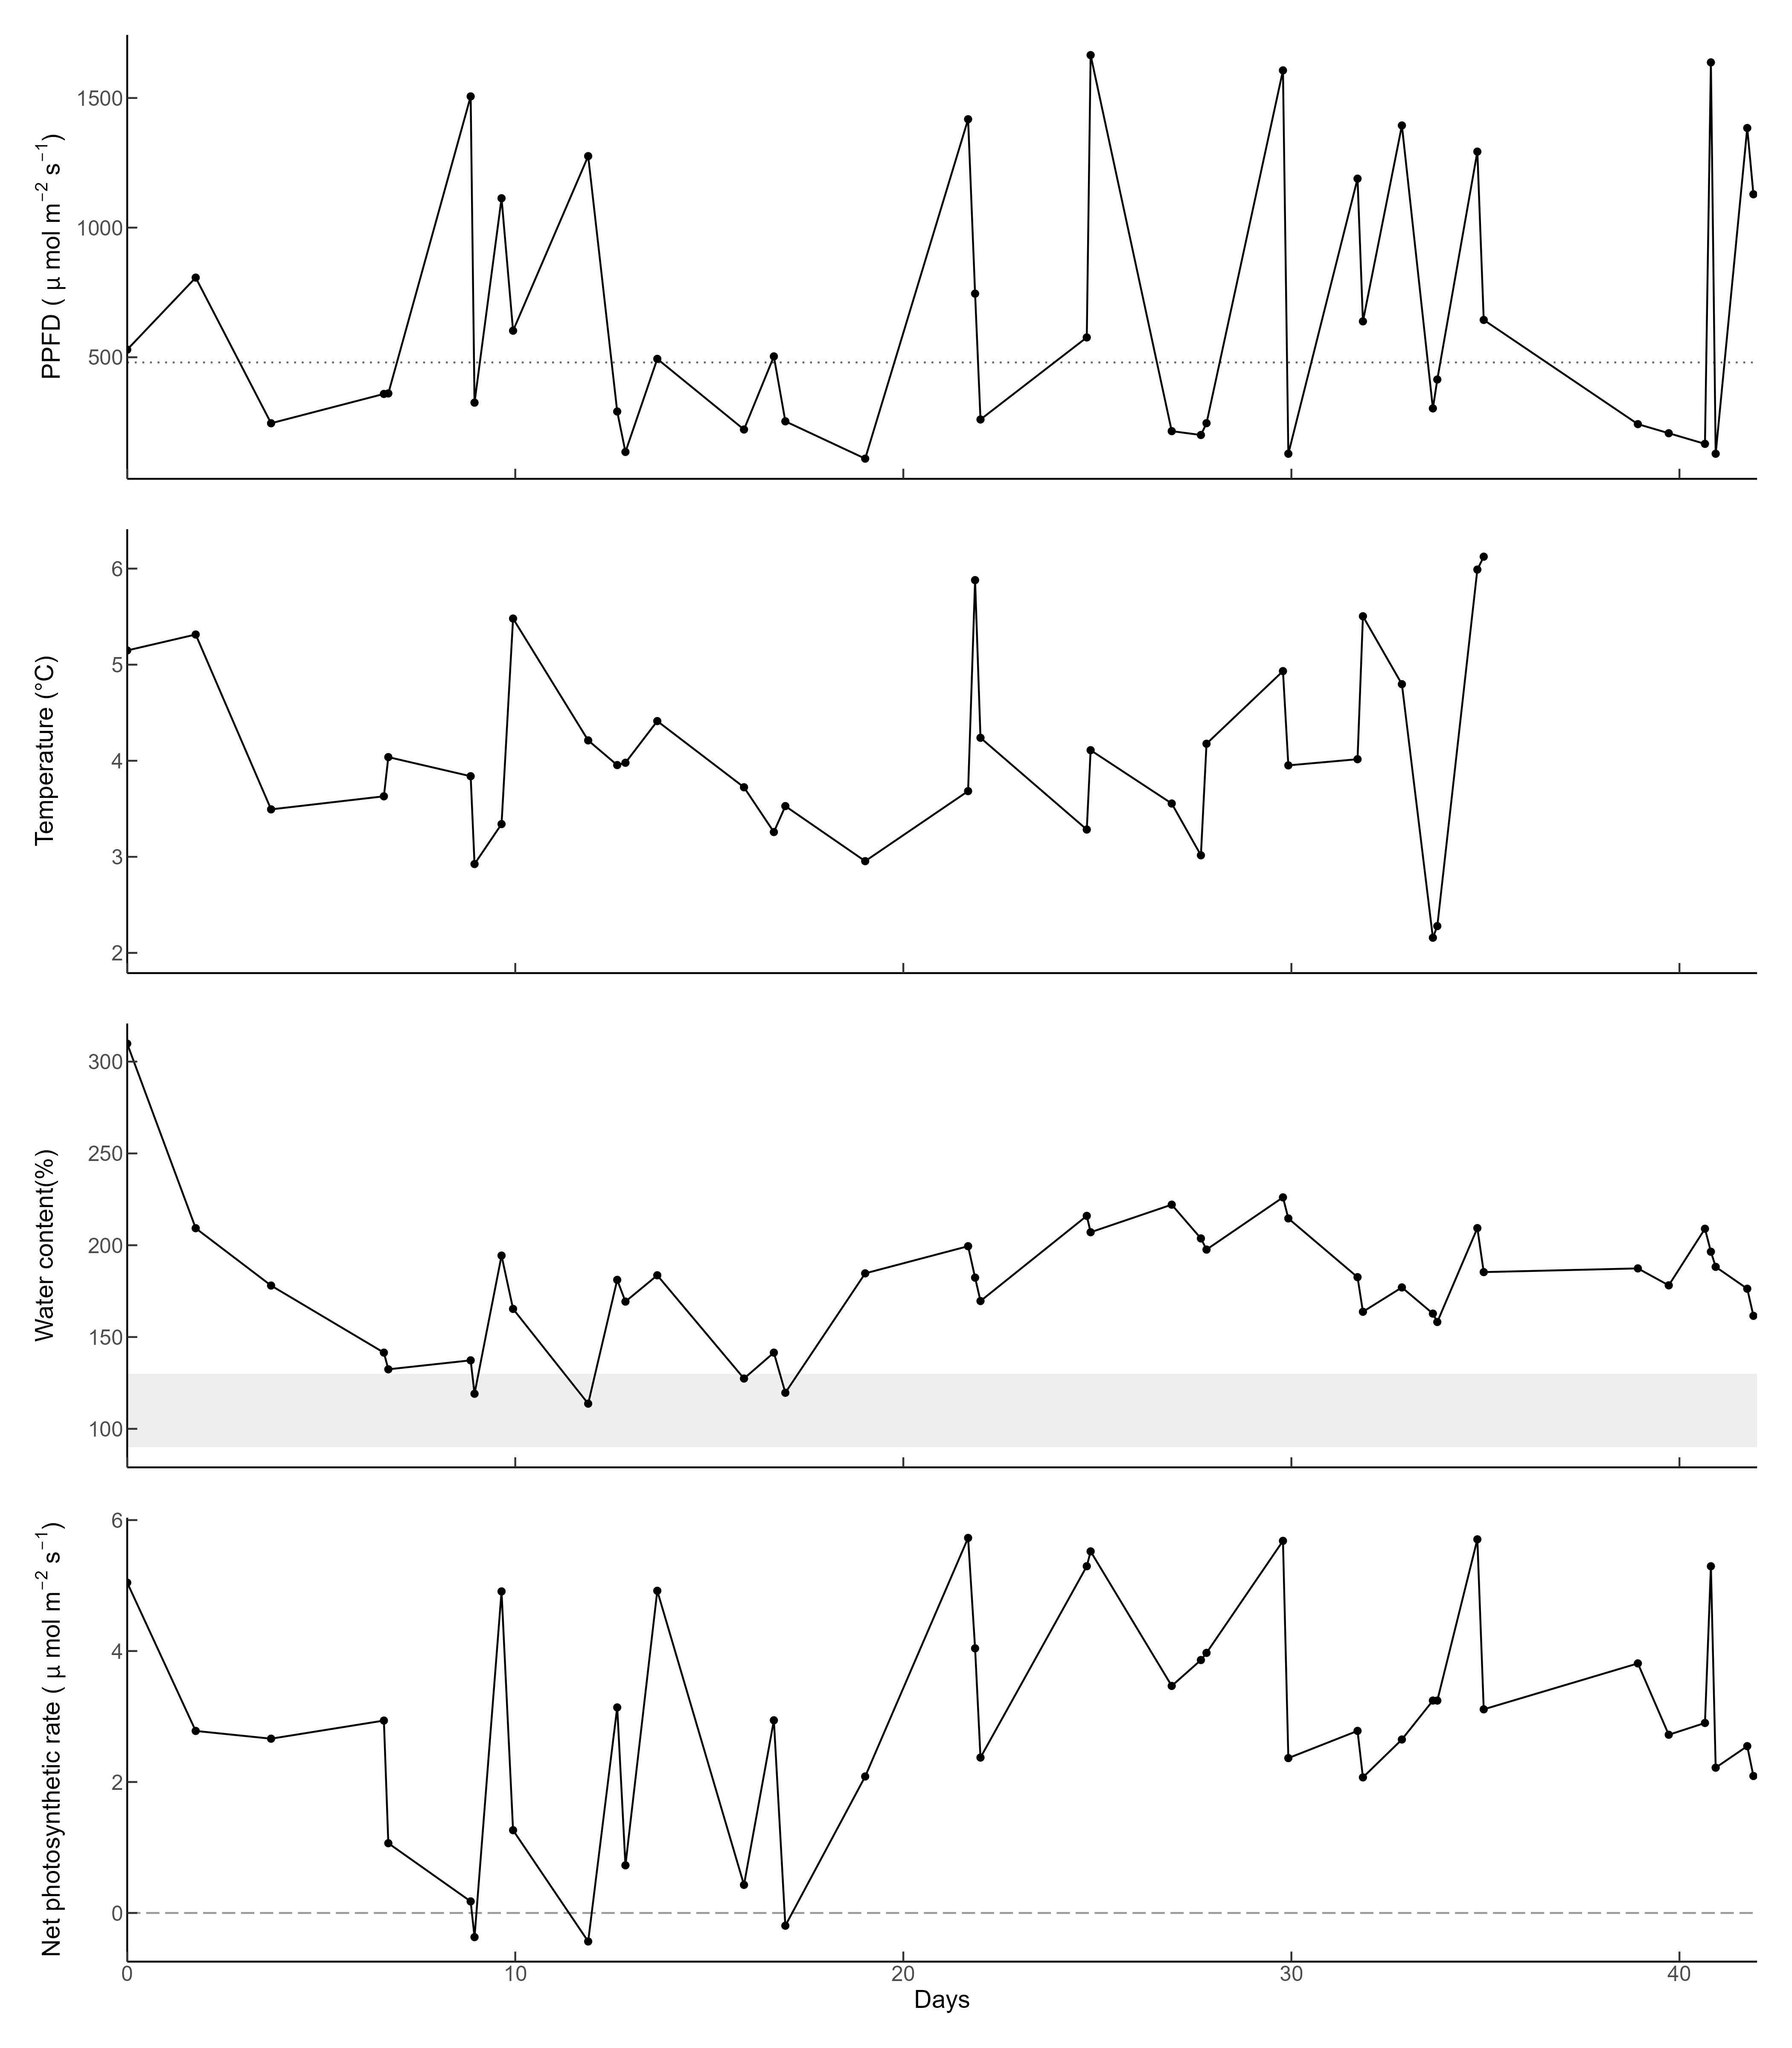 PPFD ( μ mol m⁻² s⁻¹)
1500
1000
500
Temperature (°C)
6
5
4
3
2
Water content(%)
300
250
200
150
100
Net photosynthetic rate ( μ mol m⁻² s⁻¹)
6
4
2
0
0 10 20 30 40
Days